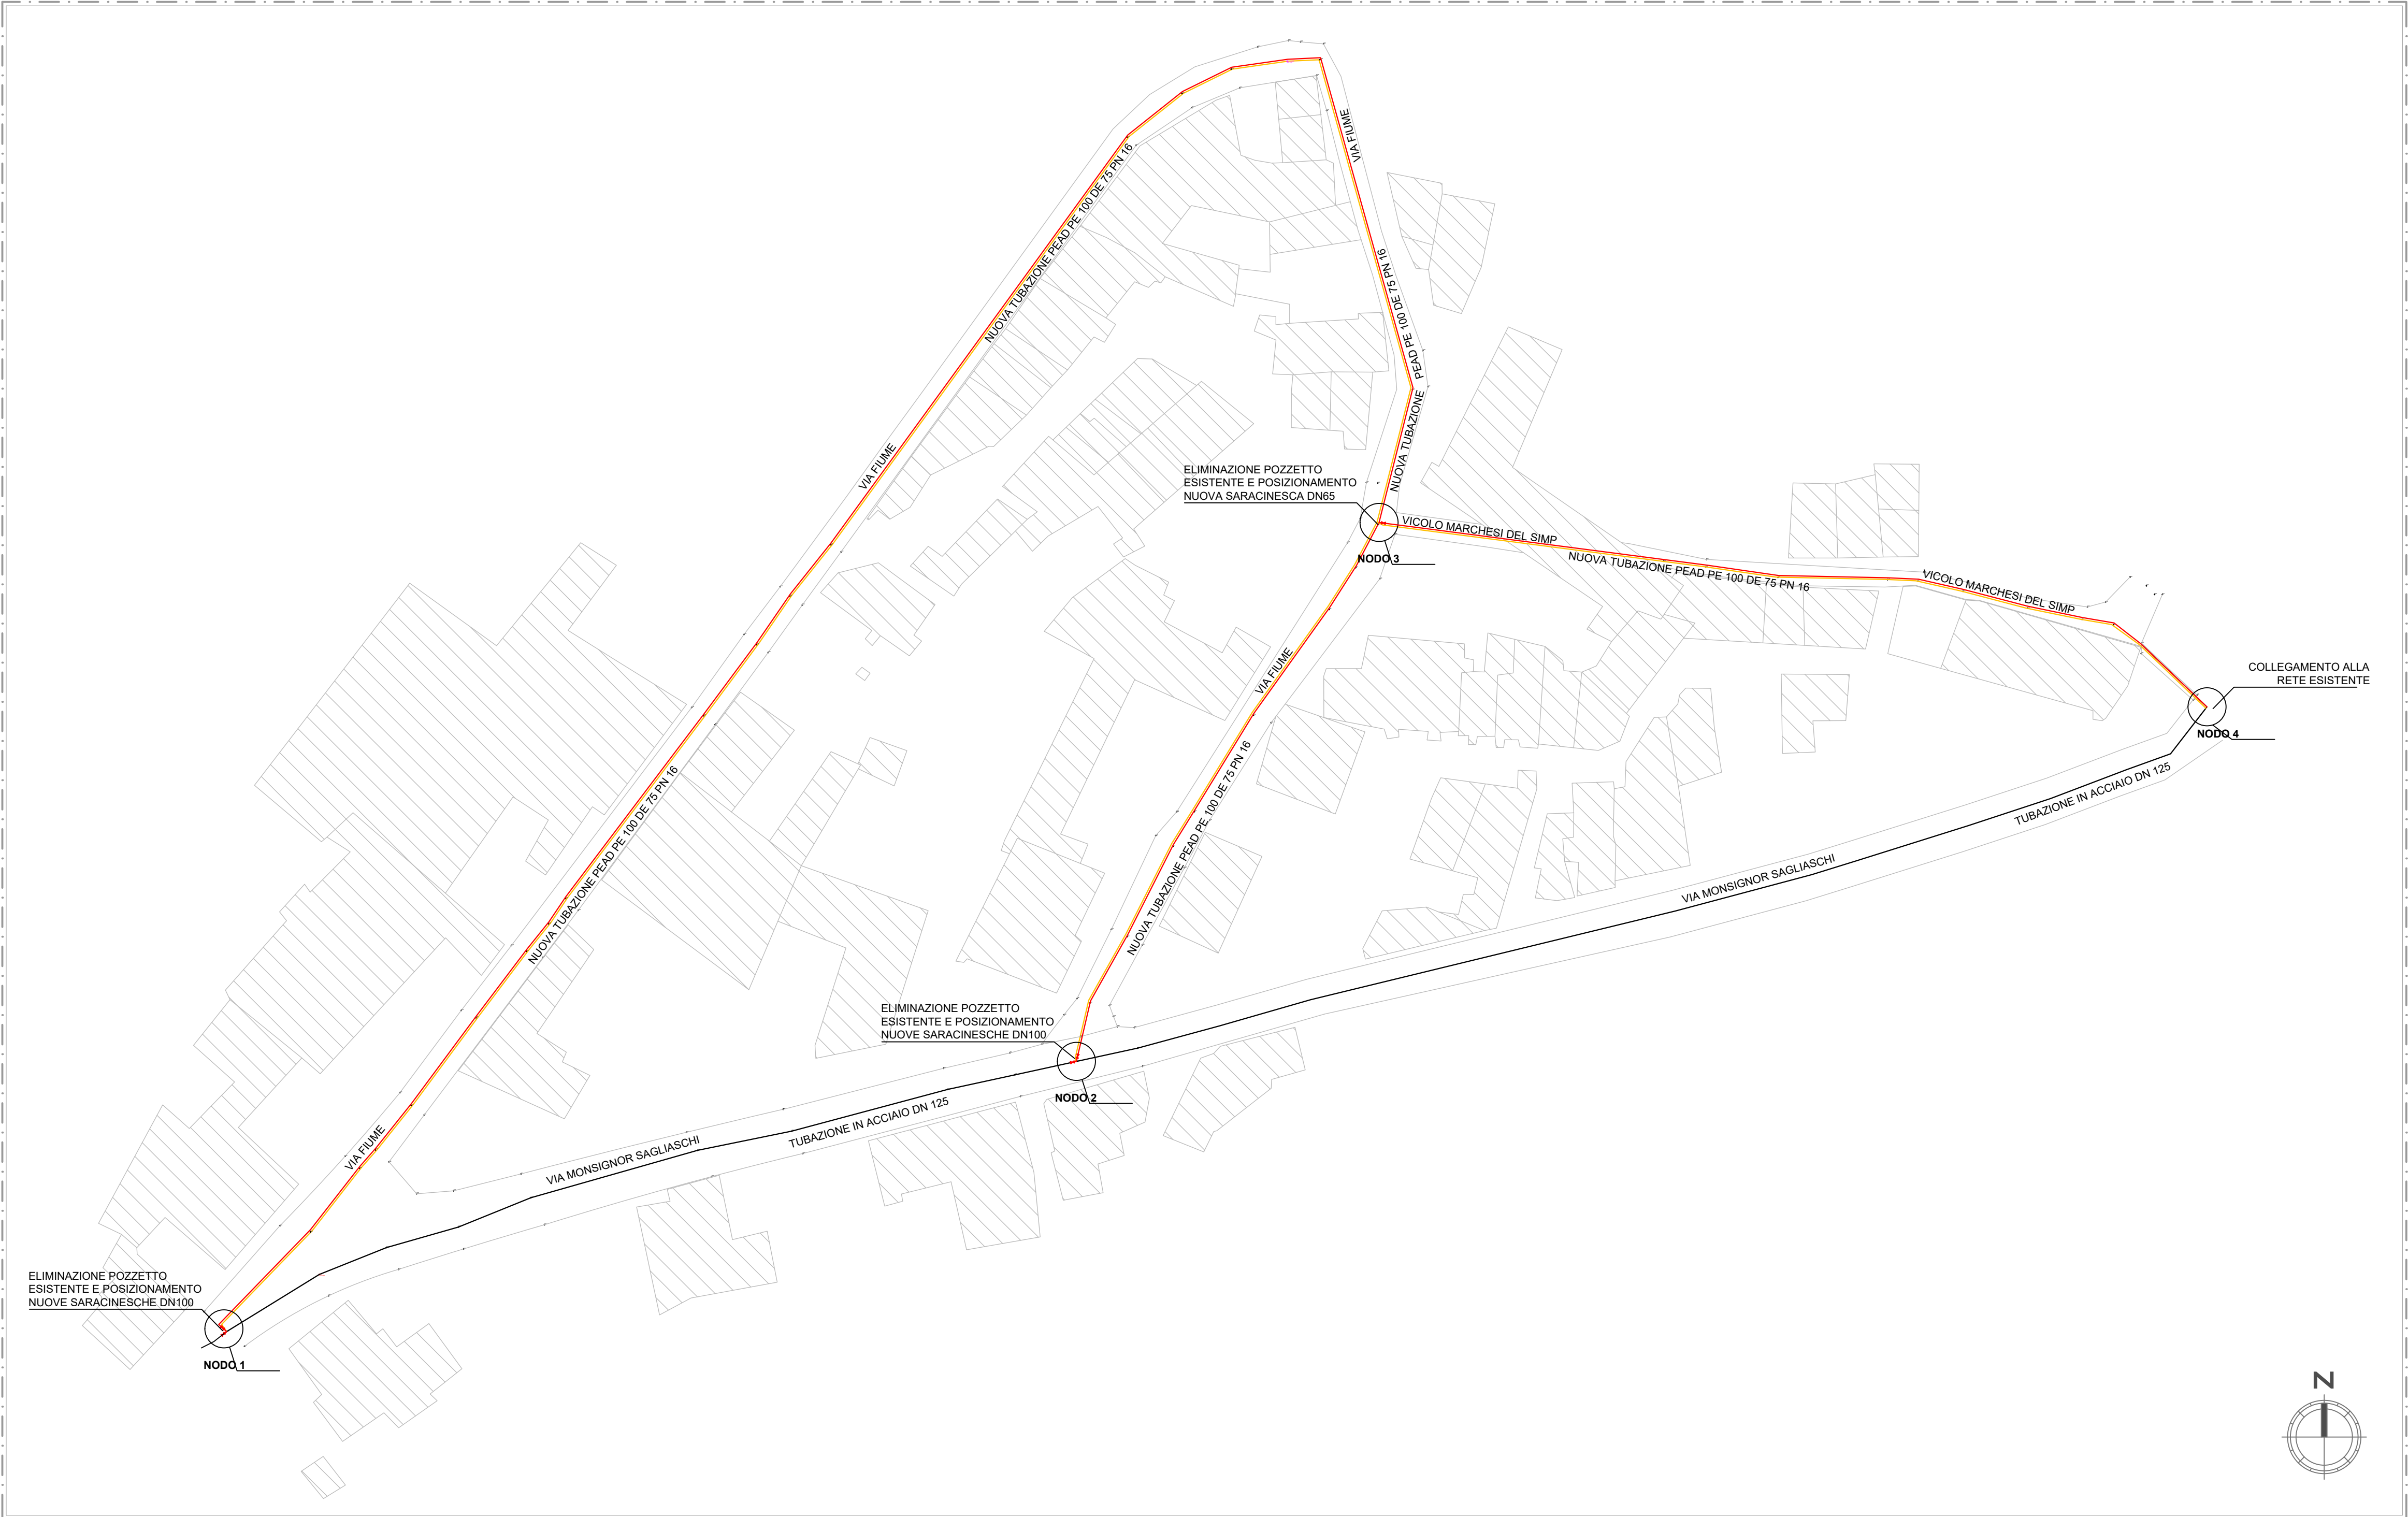 VIA FIUME
NUOVA TUBAZIONE PEAD PE 100 DE 75 PN 16
NUOVA TUBAZIONE PEAD PE 100 DE 75 PN 16
VIA FIUME
ELIMINAZIONE POZZETTO
ESISTENTE E POSIZIONAMENTO
NUOVA SARACINESCA DN65
NODO 3
VICOLO MARCHESI DEL SIMP
NUOVA TUBAZIONE PEAD PE 100 DE 75 PN 16
VICOLO MARCHESI DEL SIMP
COLLEGAMENTO ALLA
RETE ESISTENTE
NODO 4
VIA FIUME
NUOVA TUBAZIONE PEAD PE 100 DE 75 PN 16
NUOVA TUBAZIONE PEAD PE 100 DE 75 PN 16
TUBAZIONE IN ACCIAIO DN 125
VIA MONSIGNOR SAGLIASCHI
ELIMINAZIONE POZZETTO
ESISTENTE E POSIZIONAMENTO
NUOVE SARACINESCHE DN100
NODO 2
TUBAZIONE IN ACCIAIO DN 125
VIA MONSIGNOR SAGLIASCHI
VIA FIUME
ELIMINAZIONE POZZETTO
ESISTENTE E POSIZIONAMENTO
NUOVE SARACINESCHE DN100
NODO 1
N